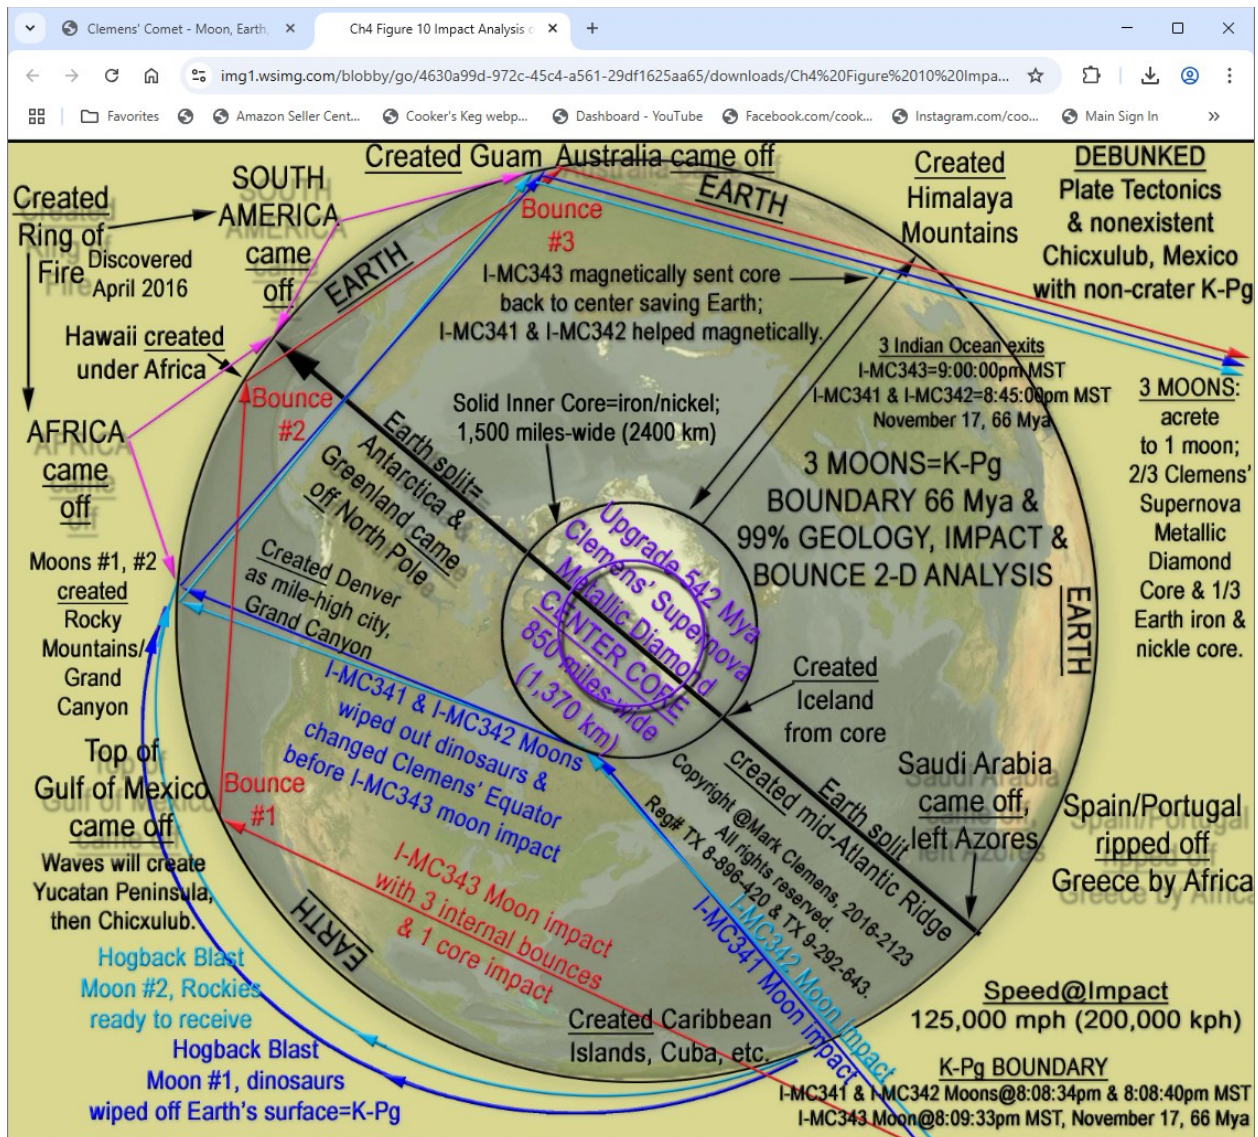 Clemens' Comet - Moon, Earth,
Ch4 Figure 10 Impact Analysis o
img1.wsimg.com/blobby/go/4630a99d-972c-45c4-a561-29df1625aa65/downloads/Ch4%20Figure%2010%20Impa...
Favorites
Amazon Seller Cent...
Cooker's Keg webp...
Dashboard - YouTube
Facebook.com/cook...
Instagram.com/coo...
Main Sign In
Created Guam
Australia came off
Created
Himalaya
Mountains
DEBUNKED
Plate Tectonics
& nonexistent
Chicxulub, Mexico
with non-crater K-Pg
Created
Ring of
Fire
Discovered
April 2016
SOUTH
AMERICA
came
off
EARTH
EARTH
Bounce
#3
I-MC343 magnetically sent core
back to center saving Earth;
I-MC341 & I-MC342 helped magnetically.
Hawaii created
under Africa
Bounce
#2
3 Indian Ocean exits
I-MC343=9:00:00pm MST
I-MC341 & I-MC342=8:45:00pm MST
November 17, 66 Mya
3 MOONS:
acrete
to 1 moon;
2/3 Clemens'
Supernova
Metallic
Diamond
Core & 1/3
Earth iron &
nickle core.
AFRICA
came
off
Solid Inner Core=iron/nickel;
1,500 miles-wide (2400 km)
Earth split=
Antarctica &
Greenland came
off North Pole
3 MOONS=K-Pg
BOUNDARY 66 Mya &
99% GEOLOGY, IMPACT &
BOUNCE 2-D ANALYSIS
Upgrade 542 Mya
Clemens' Supernova
Metallic Diamond
CENTER CORE
850 miles-wide
(1,370 km)
Created Denver
as mile-high city,
Grand Canyon
Moons #1, #2
created
Rocky
Mountains/
Grand
Canyon
EARTH
Created
Iceland
from core
I-MC341 & I-MC342 Moons
wiped out dinosaurs &
changed Clemens' Equator
before I-MC343 moon impact
Top of
Gulf of Mexico
came off
Waves will create
Yucatan Peninsula,
then Chicxulub.
Bounce
#1
Earth split
created mid-Atlantic Ridge
Saudi Arabia
came off,
left Azores
Spain/Portugal
ripped off
Greece by Africa
Copyright @Mark Clemens, 2016-2123
All rights reserved.
Reg# TX 8-896-420 & TX 9-292-643.
I-MC342 Moon impact
I-MC341 Moon impact
I-MC343 Moon impact
with 3 internal bounces
& 1 core impact
EARTH
Hogback Blast
Moon #2, Rockies
ready to receive
Hogback Blast
Moon #1, dinosaurs
wiped off Earth's surface=K-Pg
Created Caribbean
Islands, Cuba, etc.
Speed@Impact
125,000 mph (200,000 kph)
K-Pg BOUNDARY
I-MC341 & I-MC342 Moons@8:08:34pm & 8:08:40pm MST
I-MC343 Moon@8:09:33pm MST, November 17, 66 Mya